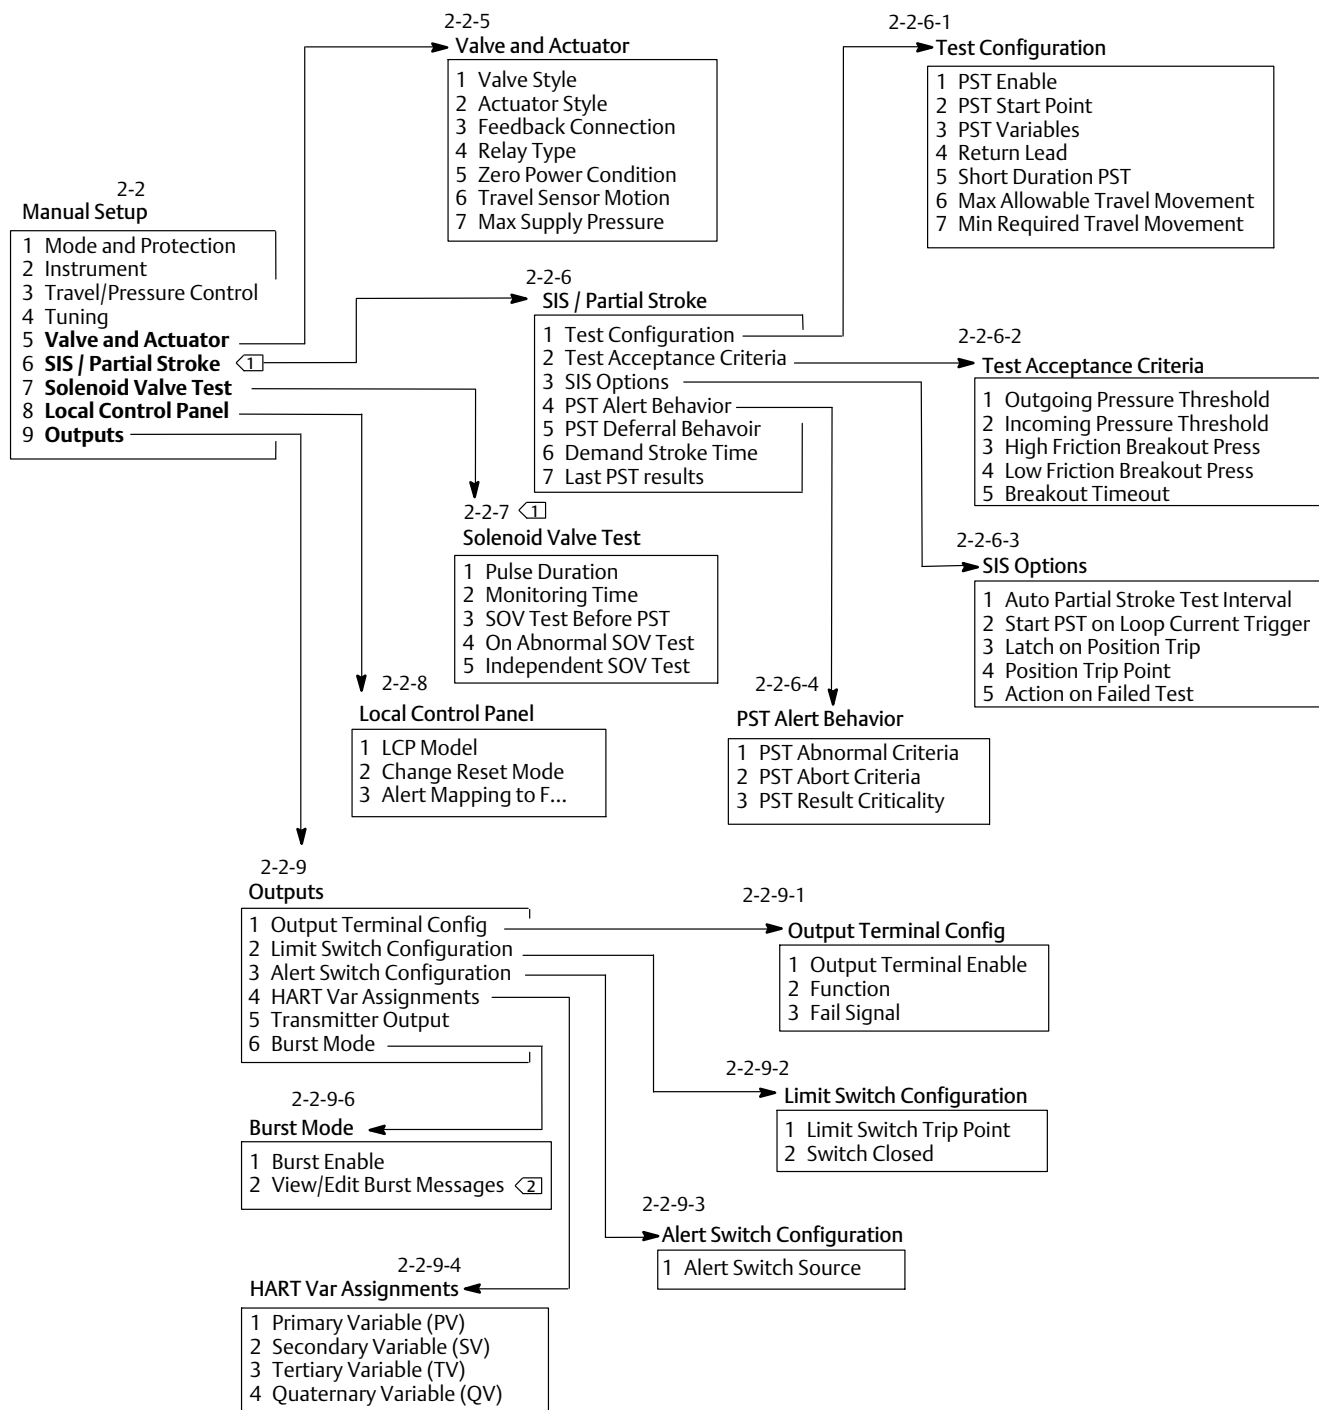 2-2
Manual Setup
1 Mode and Protection
2 Instrument
3 Travel/Pressure Control
4 Tuning
5 Valve and Actuator
6 SIS / Partial Stroke 1
7 Solenoid Valve Test
8 Local Control Panel
9 Outputs
2-2-5
Valve and Actuator
1 Valve Style
2 Actuator Style
3 Feedback Connection
4 Relay Type
5 Zero Power Condition
6 Travel Sensor Motion
7 Max Supply Pressure
2-2-6
SIS / Partial Stroke
1 Test Configuration
2 Test Acceptance Criteria
3 SIS Options
4 PST Alert Behavior
5 PST Deferral Behavoir
6 Demand Stroke Time
7 Last PST results
2-2-6-1
Test Configuration
1 PST Enable
2 PST Start Point
3 PST Variables
4 Return Lead
5 Short Duration PST
6 Max Allowable Travel Movement
7 Min Required Travel Movement
2-2-6-2
Test Acceptance Criteria
1 Outgoing Pressure Threshold
2 Incoming Pressure Threshold
3 High Friction Breakout Press
4 Low Friction Breakout Press
5 Breakout Timeout
2-2-6-3
SIS Options
1 Auto Partial Stroke Test Interval
2 Start PST on Loop Current Trigger
3 Latch on Position Trip
4 Position Trip Point
5 Action on Failed Test
2-2-6-4
PST Alert Behavior
1 PST Abnormal Criteria
2 PST Abort Criteria
3 PST Result Criticality
2-2-7 1
Solenoid Valve Test
1 Pulse Duration
2 Monitoring Time
3 SOV Test Before PST
4 On Abnormal SOV Test
5 Independent SOV Test
2-2-8
Local Control Panel
1 LCP Model
2 Change Reset Mode
3 Alert Mapping to F...
2-2-9
Outputs
1 Output Terminal Config
2 Limit Switch Configuration
3 Alert Switch Configuration
4 HART Var Assignments
5 Transmitter Output
6 Burst Mode
2-2-9-1
Output Terminal Config
1 Output Terminal Enable
2 Function
3 Fail Signal
2-2-9-2
Limit Switch Configuration
1 Limit Switch Trip Point
2 Switch Closed
2-2-9-3
Alert Switch Configuration
1 Alert Switch Source
2-2-9-6
Burst Mode
1 Burst Enable
2 View/Edit Burst Messages 2
2-2-9-4
HART Var Assignments
1 Primary Variable (PV)
2 Secondary Variable (SV)
3 Tertiary Variable (TV)
4 Quaternary Variable (QV)